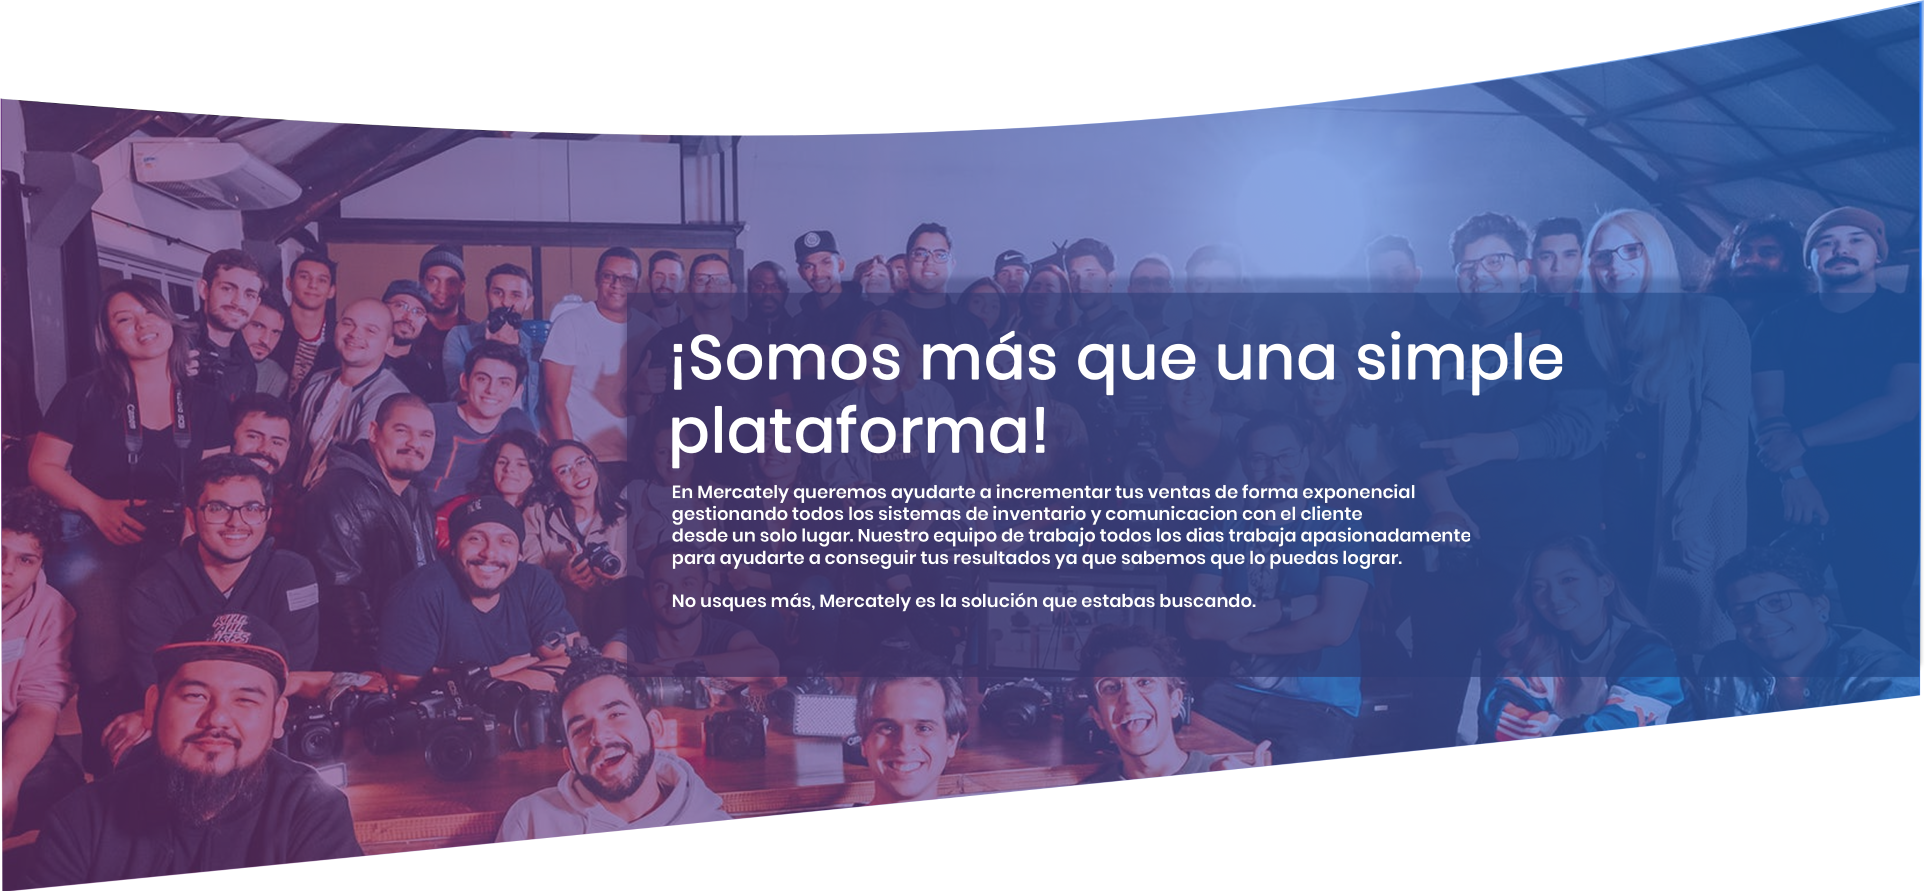 ¡Somos más que una simple
plataforma!
En Mercately queremos ayudarte a incrementar tus ventas de forma exponencial
gestionando todos los sistemas de inventario y comunicacion con el cliente
desde un solo lugar. Nuestro equipo de trabajo todos los dias trabaja apasionadamente
para ayudarte a conseguir tus resultados ya que sabemos que lo puedas lograr.
No usques más, Mercately es la solución que estabas buscando.
Canon